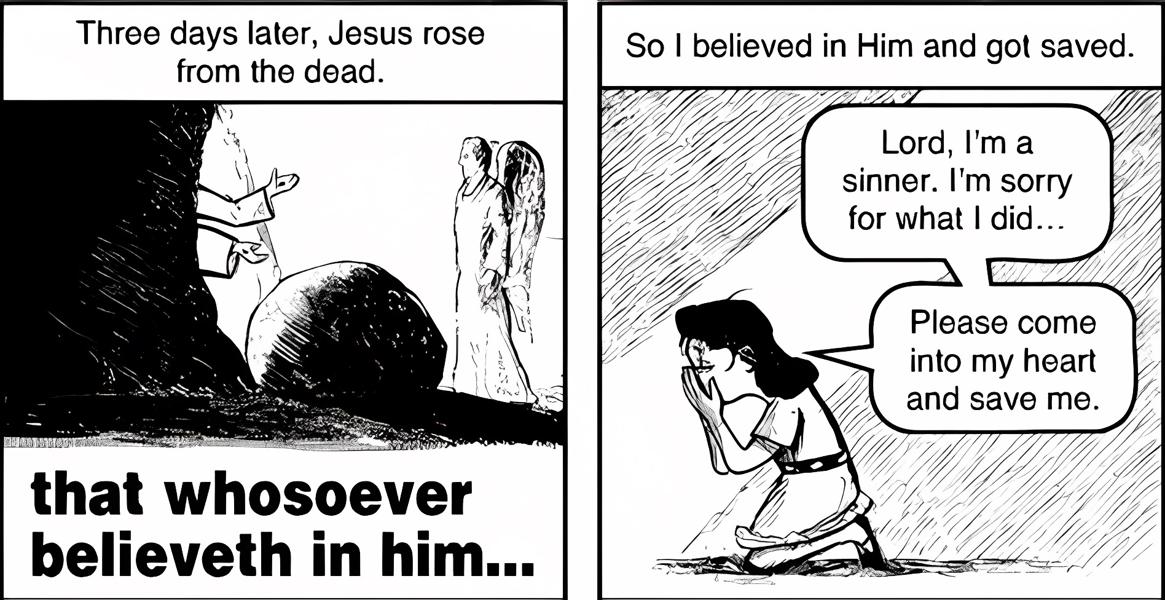 Three days later, Jesus rose
from the dead.
that whosoever
believeth in him...
So I believed in Him and got saved.
Lord, I'm a
sinner. I'm sorry
for what I did...
Please come
into my heart
and save me.